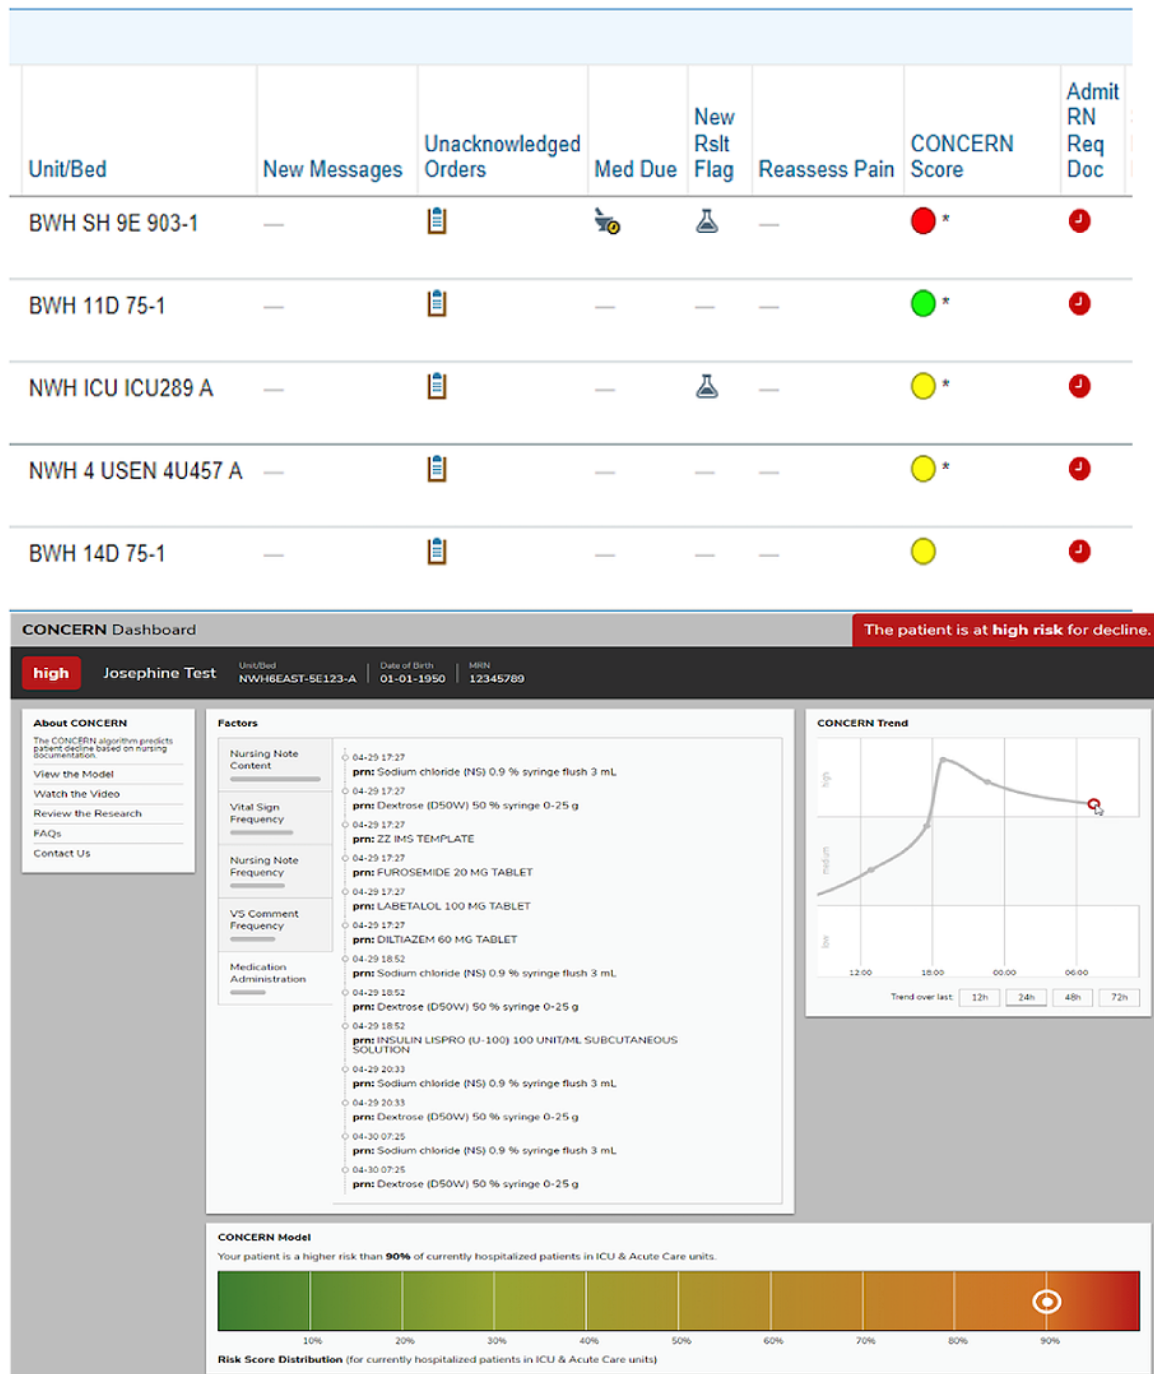 Unit/Bed New Messages Unacknowledged Orders Med Due New Rslt Flag Reassess Pain CONCERN Score Admit RN Req Doc
BWH SH 9E 903-1 — — *
BWH 11D 75-1 — — — — *
NWH ICU ICU289 A — — — *
NWH 4 USEN 4U457 A — — — — *
BWH 14D 75-1 — — — —
CONCERN Dashboard
The patient is at high risk for decline.
high Josephine Test
Unit/Bed
NWH6EAST-5E123-A
Date of Birth
01-01-1950
MRN
12345789
About CONCERN
The CONCERN algorithm predicts
patient decline based on nursing
documentation.
View the Model
Watch the Video
Review the Research
FAQs
Contact Us
Factors
Nursing Note
Content
Vital Sign
Frequency
Nursing Note
Frequency
VS Comment
Frequency
Medication
Administration
04-29 17:27
prn: Sodium chloride (NS) 0.9 % syringe flush 3 mL
04-29 17:27
prn: Dextrose (D50W) 50 % syringe 0-25 g
04-29 17:27
prn: ZZ IMS TEMPLATE
04-29 17:27
prn: FUROSEMIDE 20 MG TABLET
04-29 17:27
prn: LABETALOL 100 MG TABLET
04-29 17:27
prn: DILTIAZEM 60 MG TABLET
04-29 18:52
prn: Sodium chloride (NS) 0.9 % syringe flush 3 mL
04-29 18:52
prn: Dextrose (D50W) 50 % syringe 0-25 g
04-29 18:52
prn: INSULIN LISPRO (U-100) 100 UNIT/ML SUBCUTANEOUS
SOLUTION
04-29 20:33
prn: Sodium chloride (NS) 0.9 % syringe flush 3 mL
04-29 20:33
prn: Dextrose (D50W) 50 % syringe 0-25 g
04-30 07:25
prn: Sodium chloride (NS) 0.9 % syringe flush 3 mL
04-30 07:25
prn: Dextrose (D50W) 50 % syringe 0-25 g
CONCERN Trend
high
medium
low
12:00 18:00 00:00 06:00
Trend over last: 12h 24h 48h 72h
CONCERN Model
Your patient is a higher risk than 90% of currently hospitalized patients in ICU & Acute Care units.
10% 20% 30% 40% 50% 60% 70% 80% 90%
Risk Score Distribution (for currently hospitalized patients in ICU & Acute Care units)